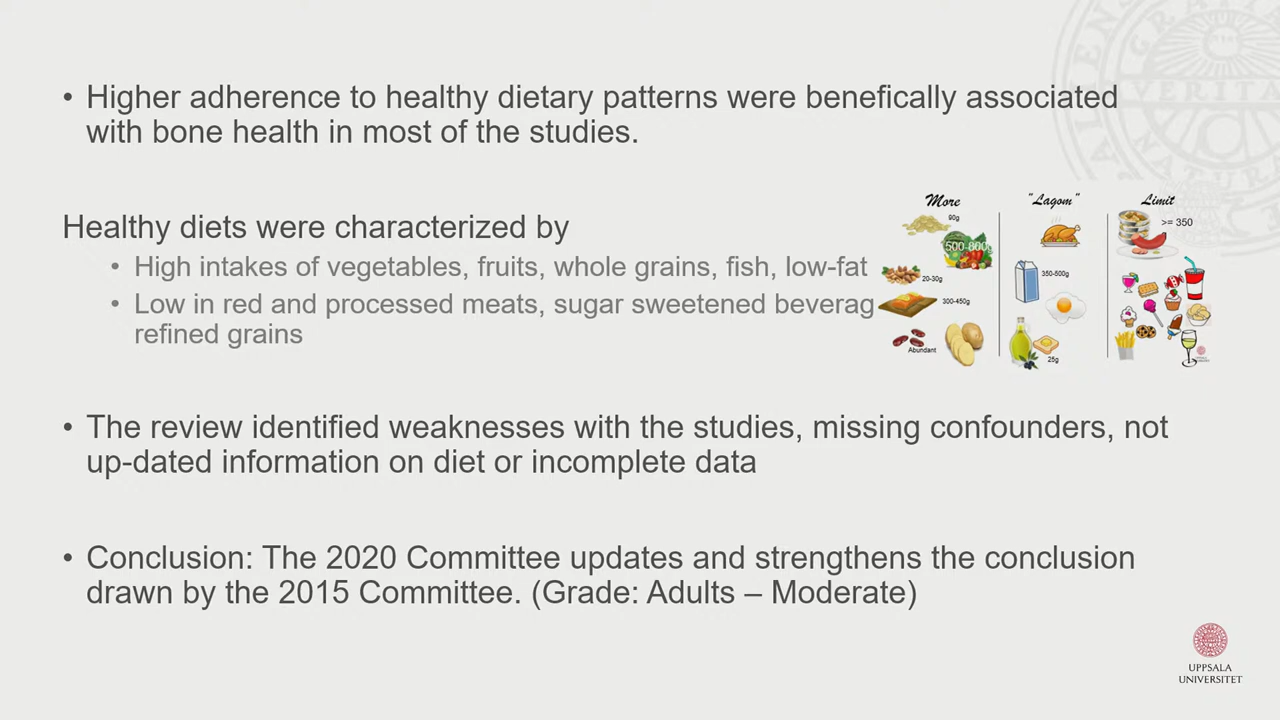 • Higher adherence to healthy dietary patterns were benefically associated
with bone health in most of the studies.
Healthy diets were characterized by
• High intakes of vegetables, fruits, whole grains, fish, low-fat
• Low in red and processed meats, sugar sweetened beverag
refined grains
More
90g
500-800g
20-30g
300-450g
Abundant
"Lagom"
350-500g
25g
Limit
>= 350
• The review identified weaknesses with the studies, missing confounders, not
up-dated information on diet or incomplete data
• Conclusion: The 2020 Committee updates and strengthens the conclusion
drawn by the 2015 Committee. (Grade: Adults – Moderate)
UPPSALA
UNIVERSITET